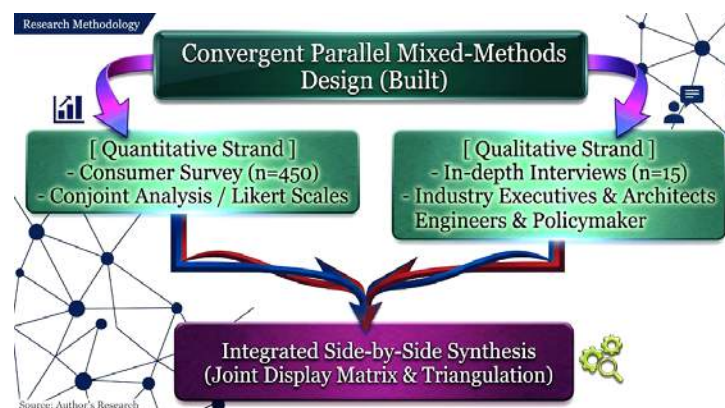 Research Methodology
Convergent Parallel Mixed-Methods
Design (Built)
[ Quantitative Strand ]
- Consumer Survey (n=450)
- Conjoint Analysis / Likert Scales
[ Qualitative Strand ]
- In-depth Interviews (n=15)
- Industry Executives & Architects
Engineers & Policymaker
Integrated Side-by-Side Synthesis
(Joint Display Matrix & Triangulation)
Source: Author's Research